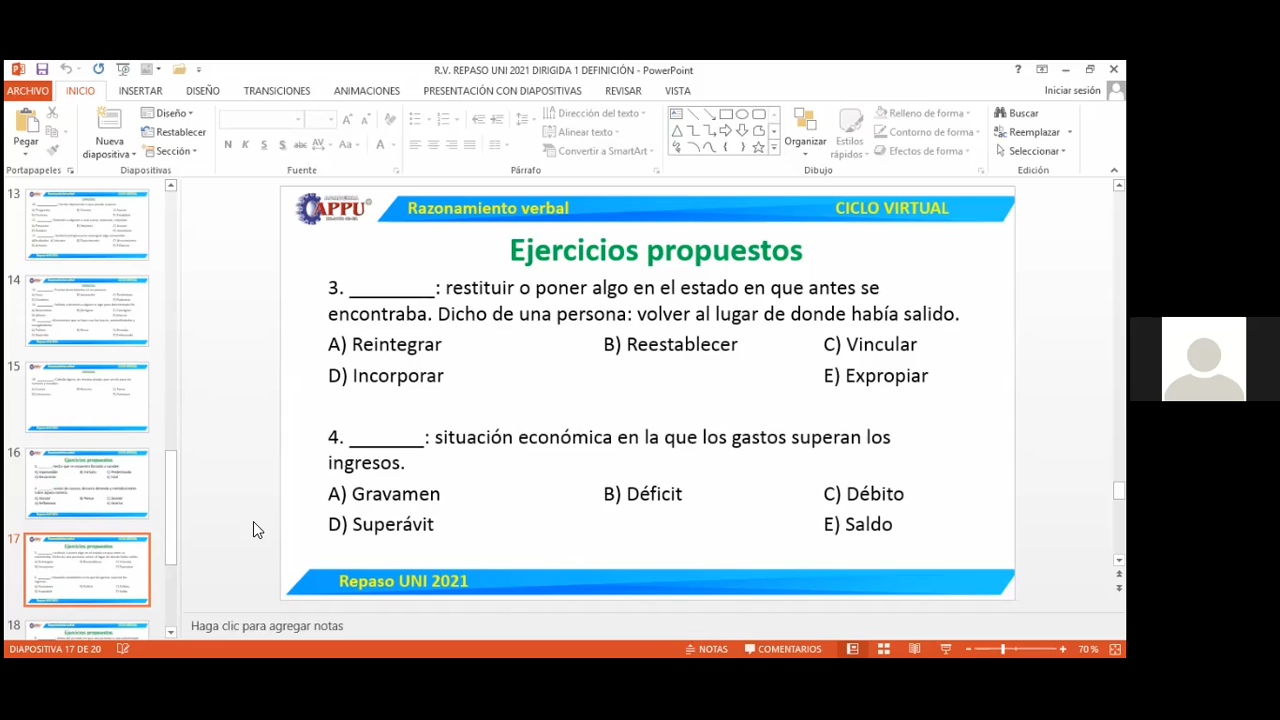 R.V. REPASO UNI 2021 DIRIGIDA 1 DEFINICIÓN - PowerPoint
ARCHIVO INICIO INSERTAR DISEÑO TRANSICIONES ANIMACIONES PRESENTACIÓN CON DIAPOSITIVAS REVISAR VISTA Iniciar sesión
Pegar
Nueva diapositiva
Diseño
Restablecer
Sección
N K S S abc AV Aa A
Dirección del texto
Alinear texto
Convertir a SmartArt
Organizar
Estilos rápidos
Relleno de forma
Contorno de forma
Efectos de forma
Buscar
Reemplazar
Seleccionar
Portapapeles Diapositivas Fuente Párrafo Dibujo Edición
13
14
15
16
17
18
APPU
Razonamiento verbal CICLO VIRTUAL
Ejercicios propuestos
3. ________: restituir o poner algo en el estado en que antes se
encontraba. Dicho de una persona: volver al lugar de donde había salido.
A) Reintegrar B) Reestablecer C) Vincular
D) Incorporar E) Expropiar
4. _______: situación económica en la que los gastos superan los
ingresos.
A) Gravamen B) Déficit C) Débito
D) Superávit E) Saldo
Repaso UNI 2021
Haga clic para agregar notas
DIAPOSITIVA 17 DE 20 NOTAS COMENTARIOS 70 %